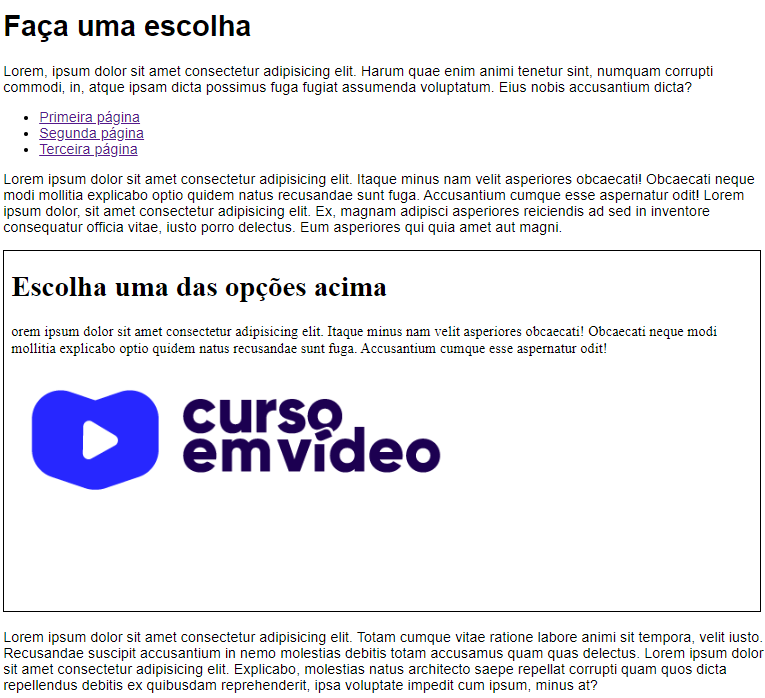 Faça uma escolha
Lorem, ipsum dolor sit amet consectetur adipisicing elit. Harum quae enim animi tenetur sint, numquam corrupti
commodi, in, atque ipsam dicta possimus fuga fugiat assumenda voluptatum. Eius nobis accusantium dicta?
Primeira página
Segunda página
Terceira página
Lorem ipsum dolor sit amet consectetur adipisicing elit. Itaque minus nam velit asperiores obcaecati! Obcaecati neque
modi mollitia explicabo optio quidem natus recusandae sunt fuga. Accusantium cumque esse aspernatur odit! Lorem
ipsum dolor, sit amet consectetur adipisicing elit. Ex, magnam adipisci asperiores reiciendis ad sed in inventore
consequatur officia vitae, iusto porro delectus. Eum asperiores qui quia amet aut magni.
Escolha uma das opções acima
orem ipsum dolor sit amet consectetur adipisicing elit. Itaque minus nam velit asperiores obcaecati! Obcaecati neque modi
mollitia explicabo optio quidem natus recusandae sunt fuga. Accusantium cumque esse aspernatur odit!
curso
em vídeo
Lorem ipsum dolor sit amet consectetur adipisicing elit. Totam cumque vitae ratione labore animi sit tempora, velit iusto.
Recusandae suscipit accusantium in nemo molestias debitis totam accusamus quam quas delectus. Lorem ipsum dolor
sit amet consectetur adipisicing elit. Explicabo, molestias natus architecto saepe repellat corrupti quam quos dicta
repellendus debitis ex quibusdam reprehenderit, ipsa voluptate impedit cum ipsum, minus at?